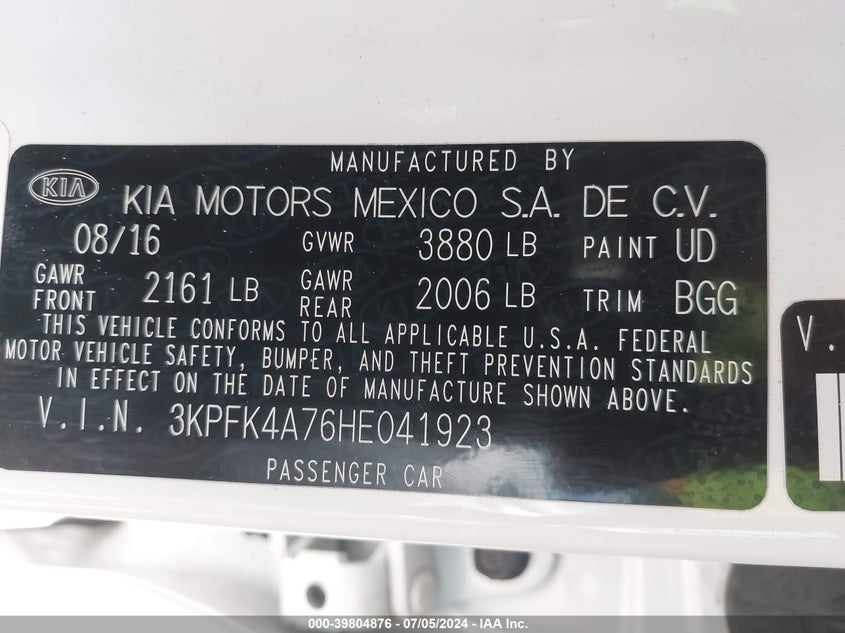 MANUFACTURED BY
KIA KIA MOTORS MEXICO S.A. DE C.V.
08/16 GVWR 3880 LB PAINT UD
GAWR FRONT 2161 LB GAWR REAR 2006 LB TRIM BGG
THIS VEHICLE CONFORMS TO ALL APPLICABLE U.S.A. FEDERAL
MOTOR VEHICLE SAFETY, BUMPER, AND THEFT PREVENTION STANDARDS
IN EFFECT ON THE DATE OF MANUFACTURE SHOWN ABOVE.
V.I.N. 3KPFK4A76HE041923
PASSENGER CAR
V.
000-39804876 - 07/05/2024 - IAA Inc.